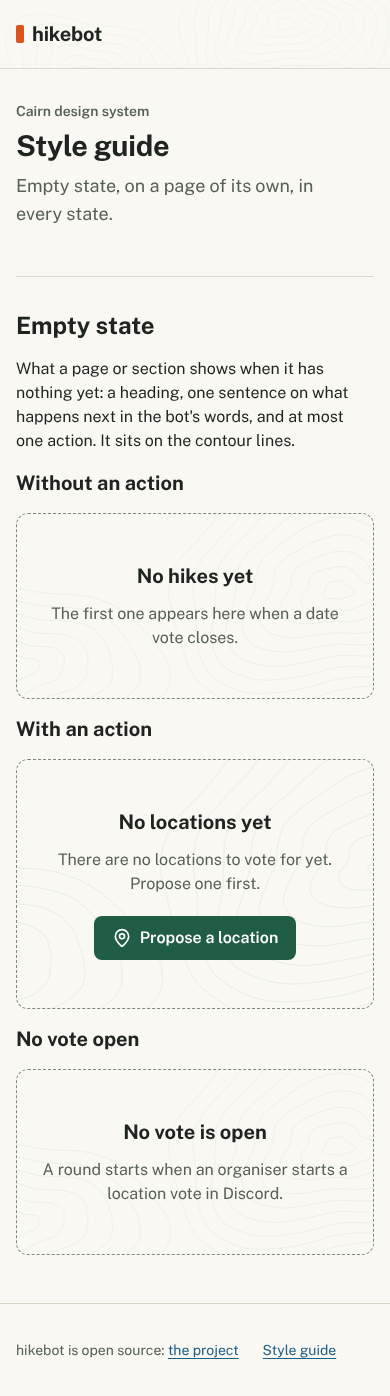 hikebot
Cairn design system
Style guide
Empty state, on a page of its own, in
every state.
Empty state
What a page or section shows when it has
nothing yet: a heading, one sentence on what
happens next in the bot's words, and at most
one action. It sits on the contour lines.
Without an action
No hikes yet
The first one appears here when a date
vote closes.
With an action
No locations yet
There are no locations to vote for yet.
Propose one first.
Propose a location
No vote open
No vote is open
A round starts when an organiser starts a
location vote in Discord.
hikebot is open source: the project Style guide